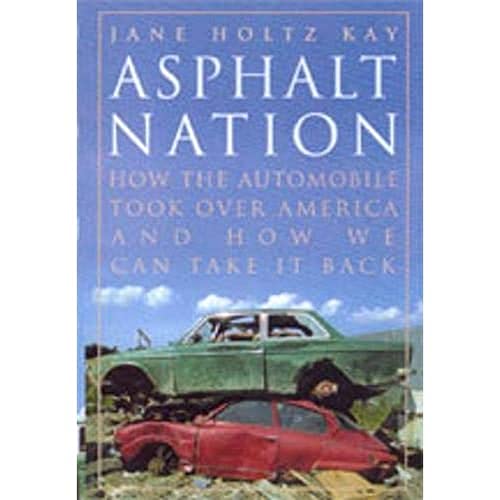 JANE HOLTZ KAY
ASPHALT
NATION
HOW THE AUTOMOBILE
TOOK OVER AMERICA
AND HOW WE
CAN TAKE IT BACK